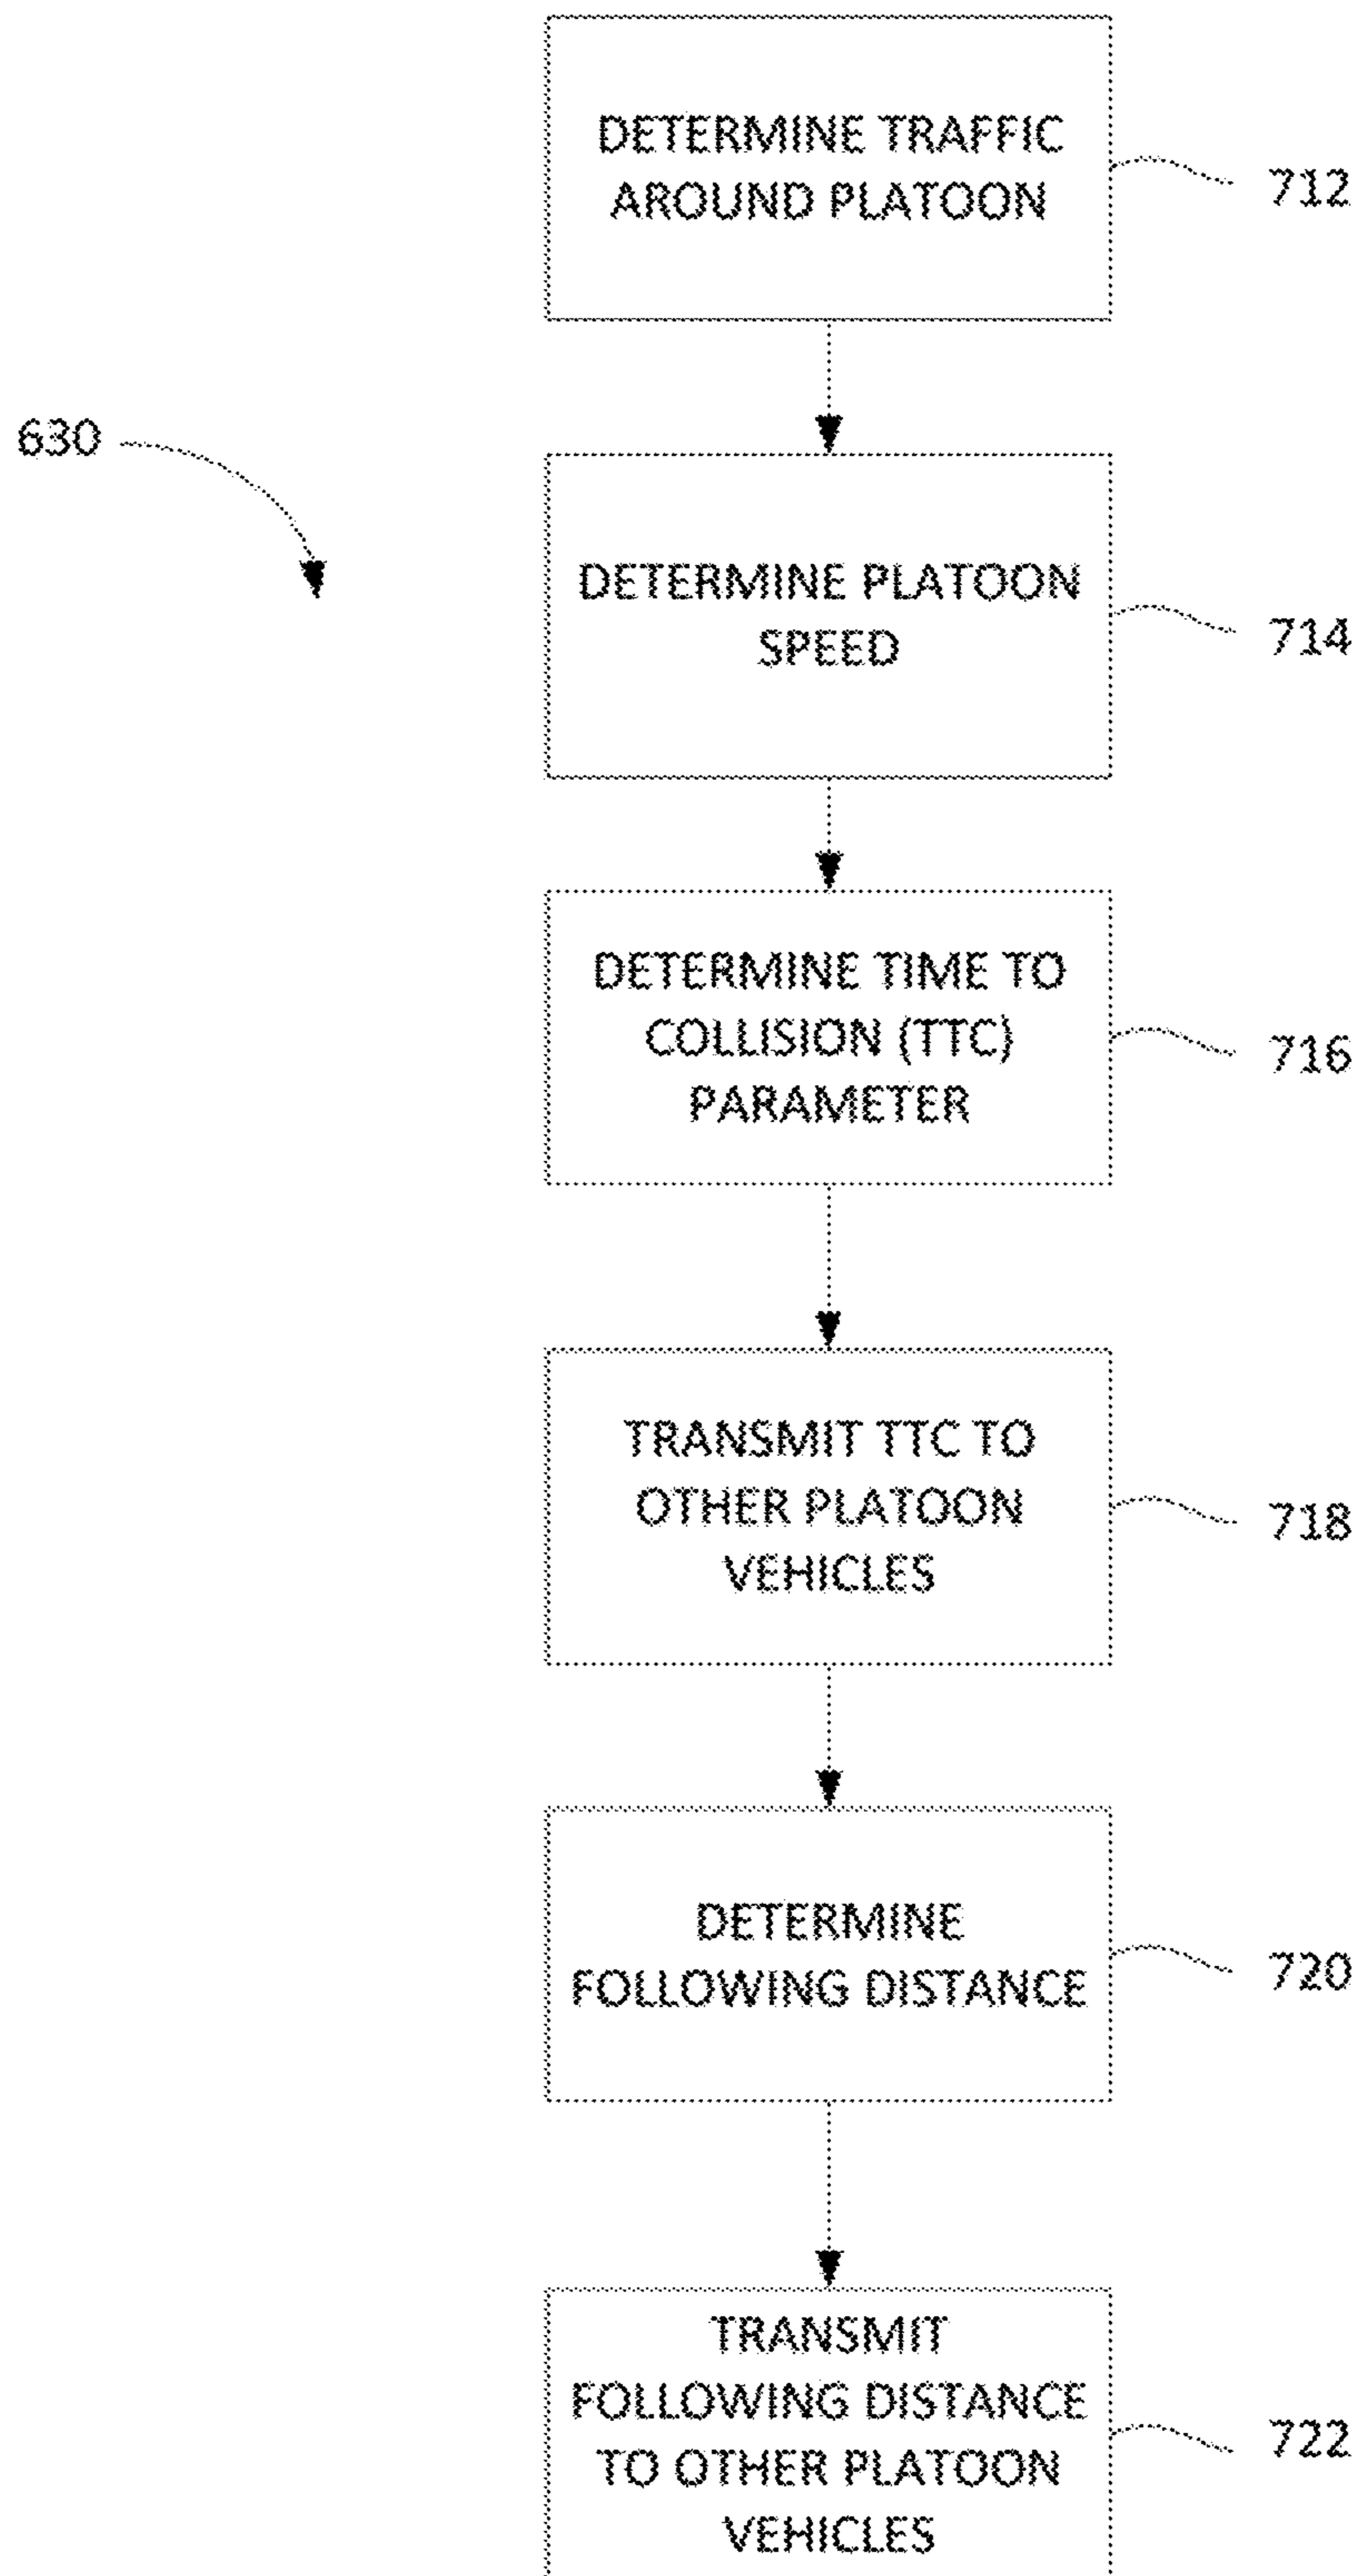 DETERMINE TRAFFIC
AROUND PLATOON
712
630
DETERMINE PLATOON
SPEED
714
DETERMINE TIME TO
COLLISION (TTC)
PARAMETER
716
TRANSMIT TTC TO
OTHER PLATOON
VEHICLES
718
DETERMINE
FOLLOWING DISTANCE
720
TRANSMIT
FOLLOWING DISTANCE
TO OTHER PLATOON
VEHICLES
722